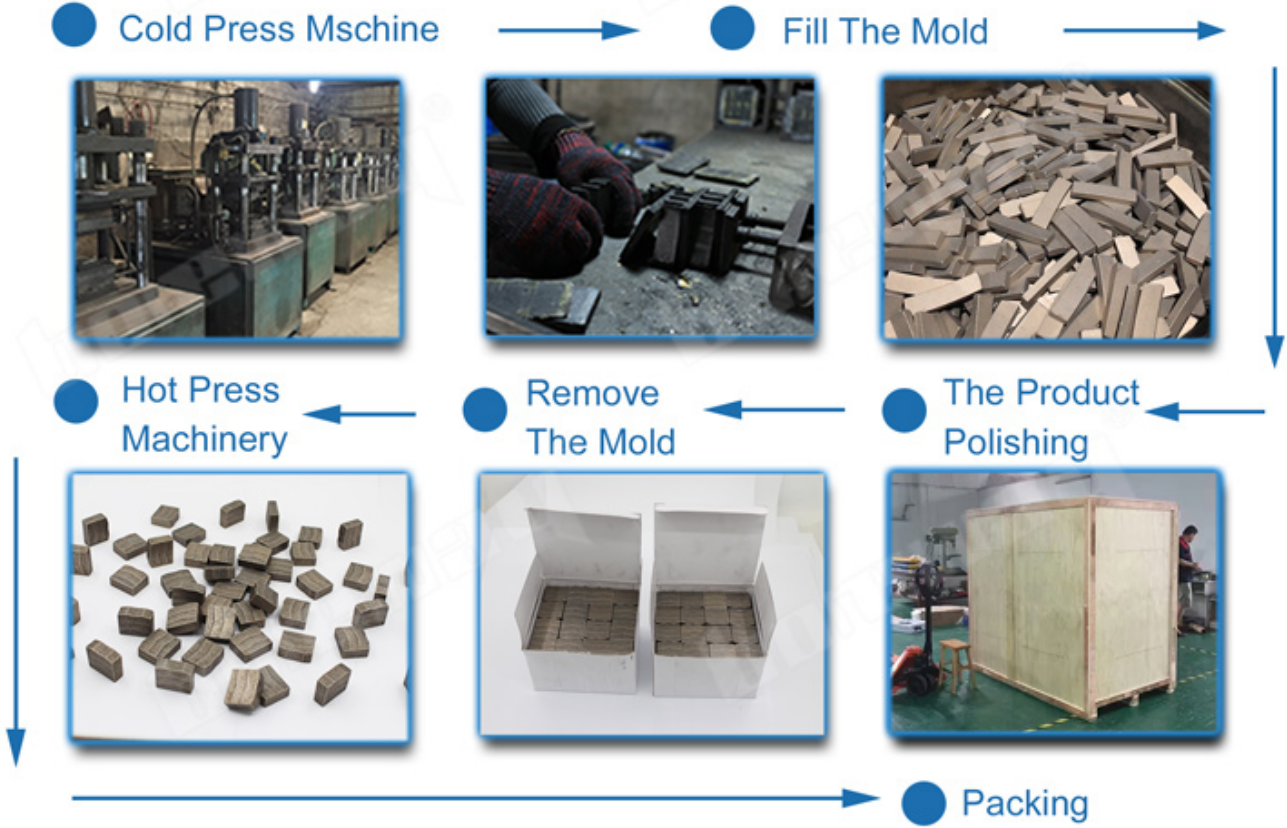 Cold Press Mschine
Fill The Mold
Hot Press
Machinery
Remove
The Mold
The Product
Polishing
Packing